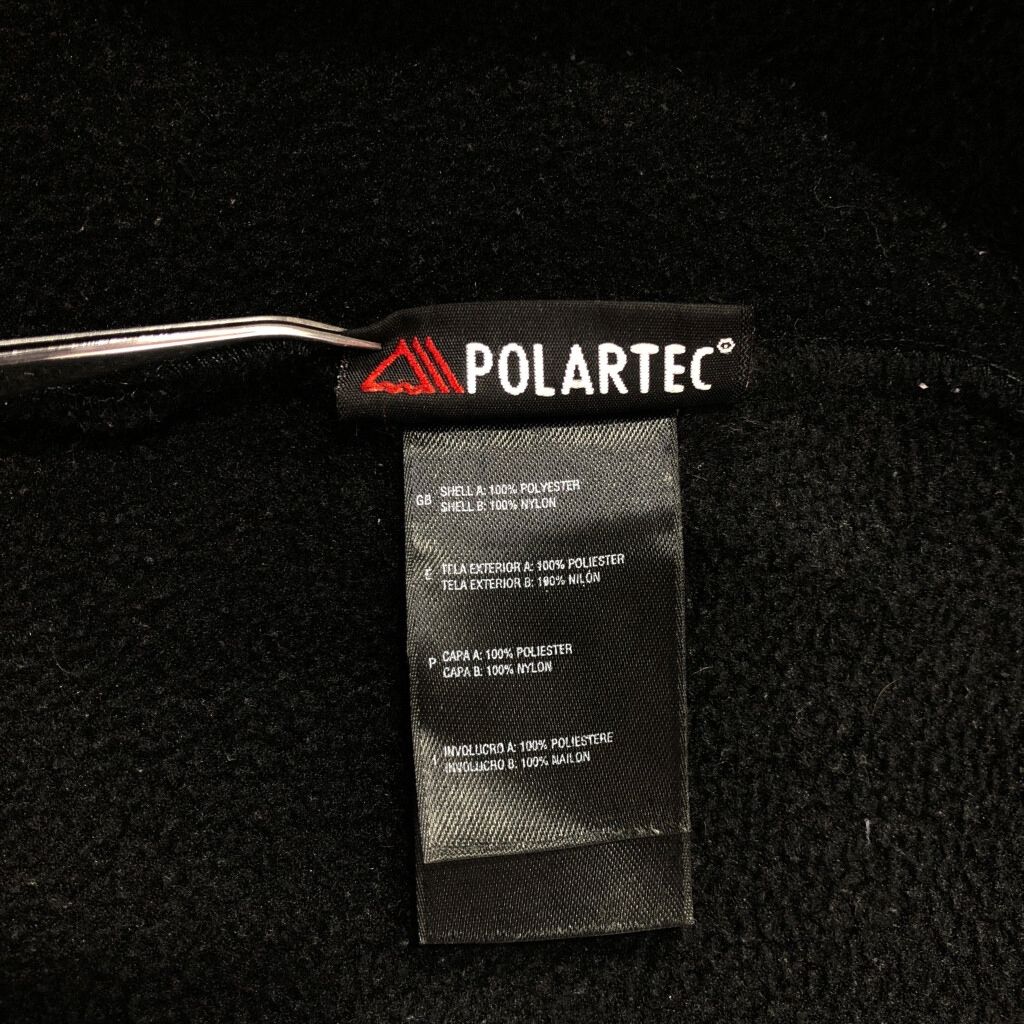 POLARTEC®
GB SHELL A: 100% POLYESTER
SHELL B: 100% NYLON
E TELA EXTERIOR A: 100% POLIESTER
TELA EXTERIOR B: 100% NILÓN
P CAPA A: 100% POLIESTER
CAPA B: 100% NYLON
I INVOLUCRO A: 100% POLIESTERE
INVOLUCRO B: 100% NAILON